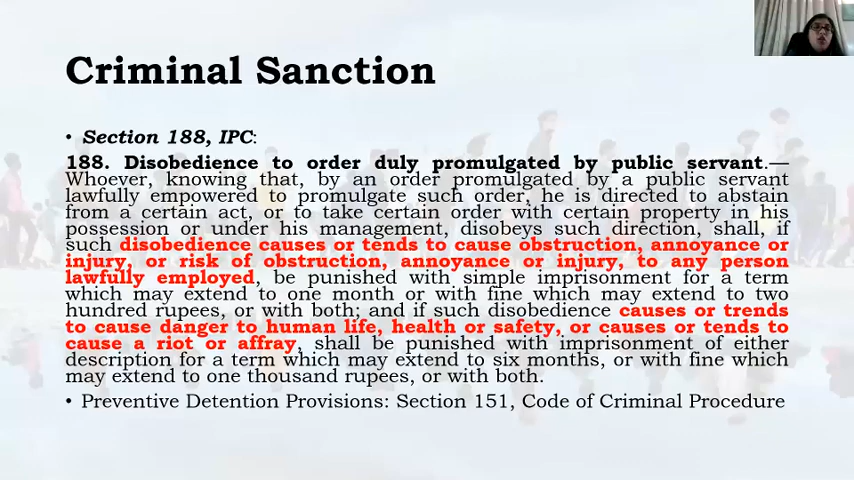 Criminal Sanction
• Section 188, IPC:
188. Disobedience to order duly promulgated by public servant.—
Whoever, knowing that, by an order promulgated by a public servant
lawfully empowered to promulgate such order, he is directed to abstain
from a certain act, or to take certain order with certain property in his
possession or under his management, disobeys such direction, shall, if
such disobedience causes or tends to cause obstruction, annoyance or
injury, or risk of obstruction, annoyance or injury, to any person
lawfully employed, be punished with simple imprisonment for a term
which may extend to one month or with fine which may extend to two
hundred rupees, or with both; and if such disobedience causes or trends
to cause danger to human life, health or safety, or causes or tends to
cause a riot or affray, shall be punished with imprisonment of either
description for a term which may extend to six months, or with fine which
may extend to one thousand rupees, or with both.
• Preventive Detention Provisions: Section 151, Code of Criminal Procedure